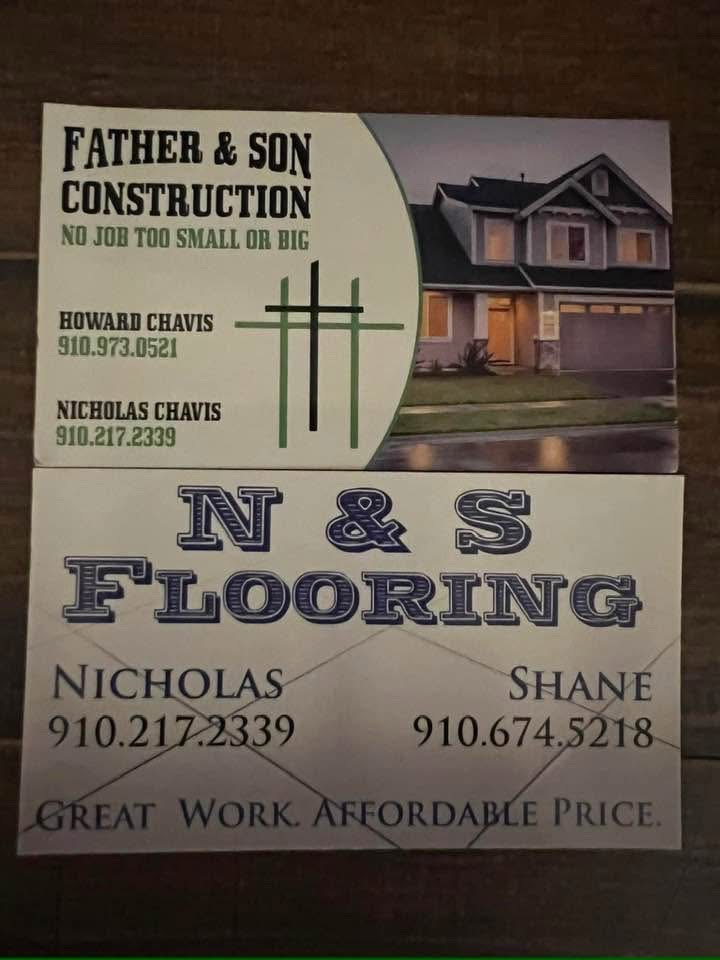 FATHER & SON
CONSTRUCTION
NO JOB TOO SMALL OR BIG
HOWARD CHAVIS
910.973.0521
NICHOLAS CHAVIS
910.217.2339
N & S
FLOORING
NICHOLAS
910.217.2339
SHANE
910.674.5218
GREAT WORK. AFFORDABLE PRICE.